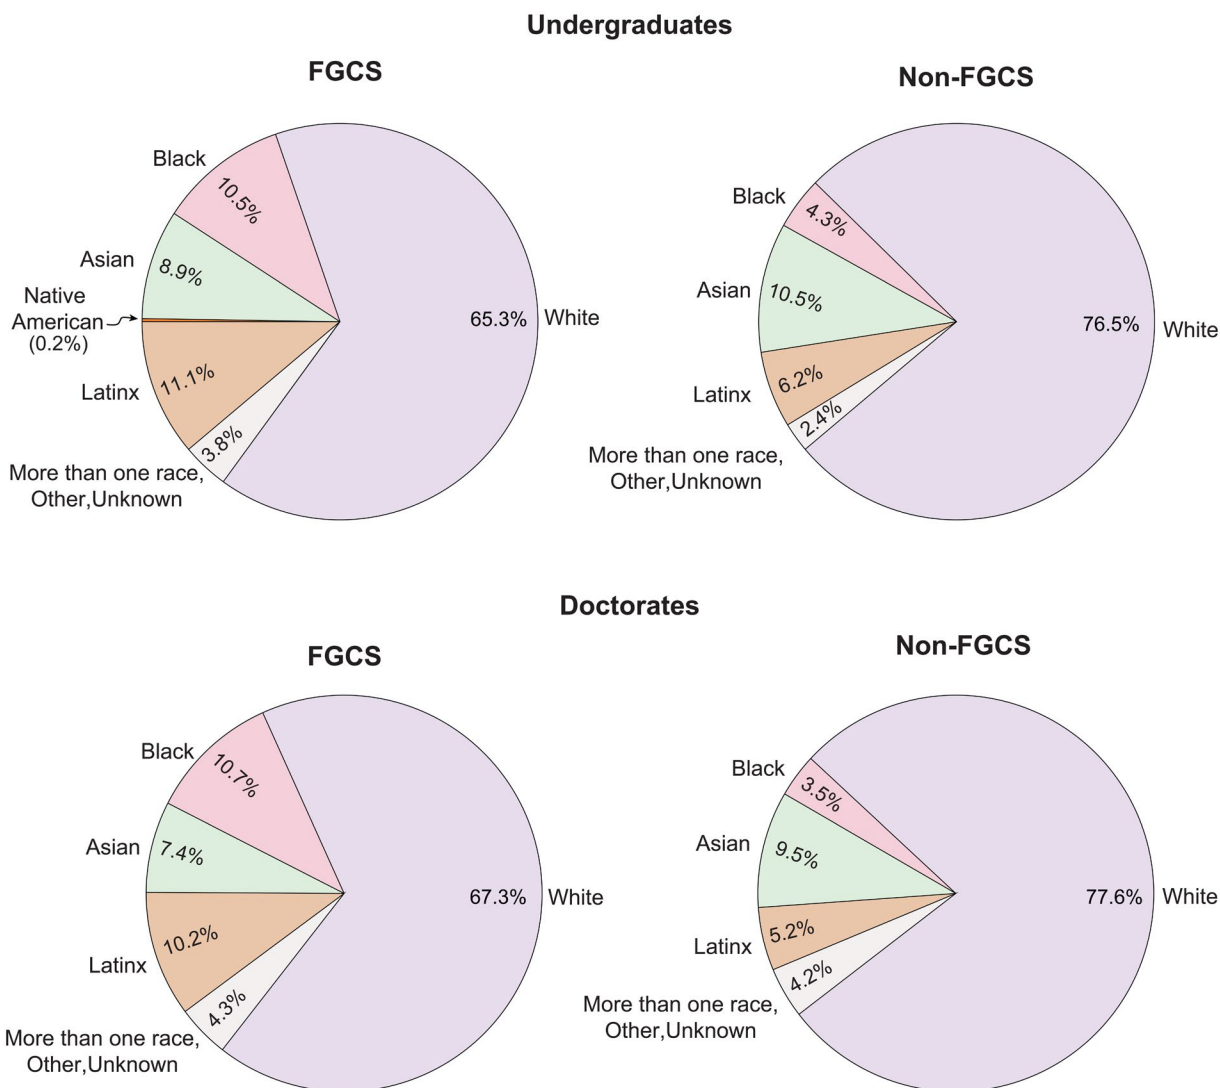 Undergraduates
FGCS
Non-FGCS
Black
10.5%
Asian
8.9%
Native
American
(0.2%)
Latinx
11.1%
3.8%
More than one race,
Other,Unknown
65.3%
White
Black
4.3%
Asian
10.5%
Latinx
6.2%
2.4%
More than one race,
Other,Unknown
76.5%
White
Doctorates
FGCS
Non-FGCS
Black
10.7%
Asian
7.4%
Latinx
10.2%
4.3%
More than one race,
Other,Unknown
67.3%
White
Black
3.5%
Asian
9.5%
Latinx
5.2%
4.2%
More than one race,
Other,Unknown
77.6%
White